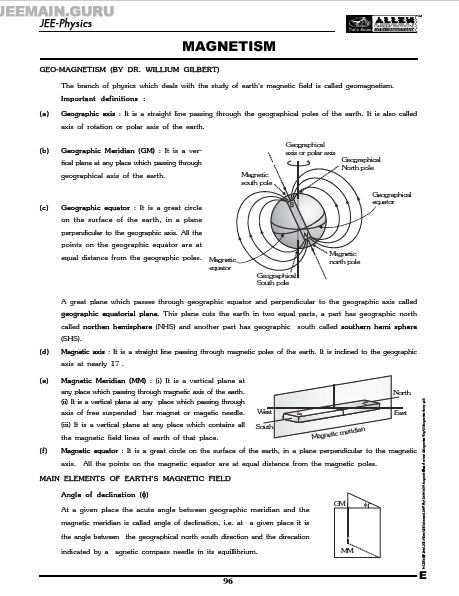 JEEMAIN.GURU
JEE-Physics
ALLEN
MAGNETISM
GEO-MAGNETISM (BY DR. WILLIUM GILBERT)
The branch of physics which deals with the study of earth's magnetic field is called geomagnetism.
Important definitions :
(a) Geographic axis : It is a straight line passing through the geographical poles of the earth. It is also called
axis of rotation or polar axis of the earth.
(b) Geographic Meridian (GM) : It is a ver-
tical plane at any place which passing through
geographical axis of the earth.
(c) Geographic equator : It is a great circle
on the surface of the earth, in a plane
perpendicular to the geographic axis. All the
points on the geographic equator are at
equal distance from the geographic poles.
Geographical
axis or polar axis
Geographical
North pole
Magnetic
south pole
Geographical
equator
S
N
Magnetic
equator
Magnetic
north pole
Geographical
South pole
A great plane which passes through geographic equator and perpendicular to the geographic axis called
geographic equatorial plane. This plane cuts the earth in two equal parts, a part has geographic north
called northen hemisphere (NHS) and another part has geographic south called southern hemi sphere
(SHS).
(d) Magnetic axis : It is a straight line passing through magnetic poles of the earth. It is inclined to the geographic
axis at nearly 17 .
(e) Magnetic Meridian (MM) : (i) It is a vertical plane at
any place which passing through magnetic axis of the earth.
(ii) It is a vertical plane at any place which passing through
axis of free suspended bar magnet or magetic needle.
(iii) It is a vertical plane at any place which contains all
the magnetic field lines of earth of that place.
North
West
East
South
Magnetic meridian
(f) Magnetic equator : It is a great circle on the surface of the earth, in a plane perpendicular to the magnetic
axis. All the points on the magnetic equator are at equal distance from the magnetic poles.
MAIN ELEMENTS OF EARTH'S MAGNETIC FIELD
Angle of declination (ϕ)
At a given place the acute angle between geographic meridian and the
magnetic meridian is called angle of declination, i.e. at a given place it is
the angle between the geographical north south direction and the direcation
indicated by a agnetic compass needle in its equillibrium.
GM
ϕ
MM
96
E